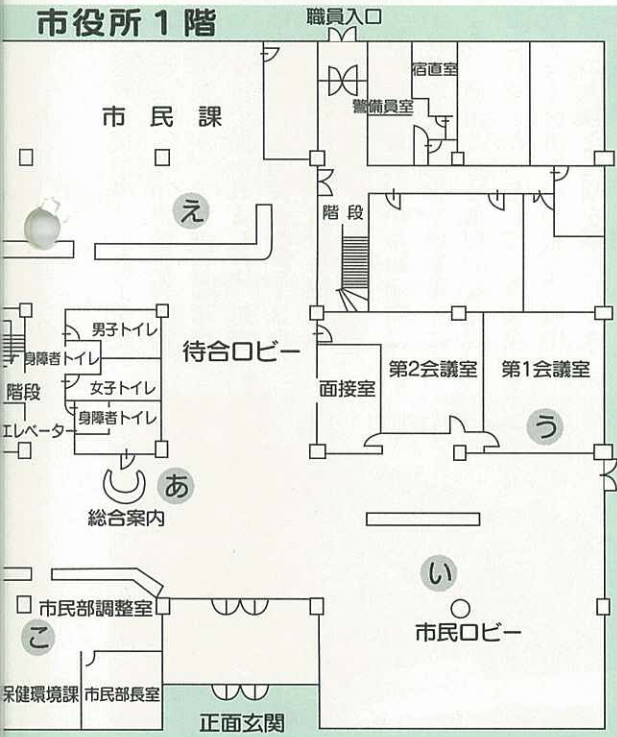 市役所1階
職員入口
宿直室
警備員室
市民課
え
階段
男子トイレ
身障者トイレ
待合ロビー
階段
女子トイレ
面接室
第2会議室
第1会議室
身障者トイレ
エレベーター
う
あ
総合案内
い
市民部調整室
こ
市民ロビー
保健環境課
市民部長室
正面玄関